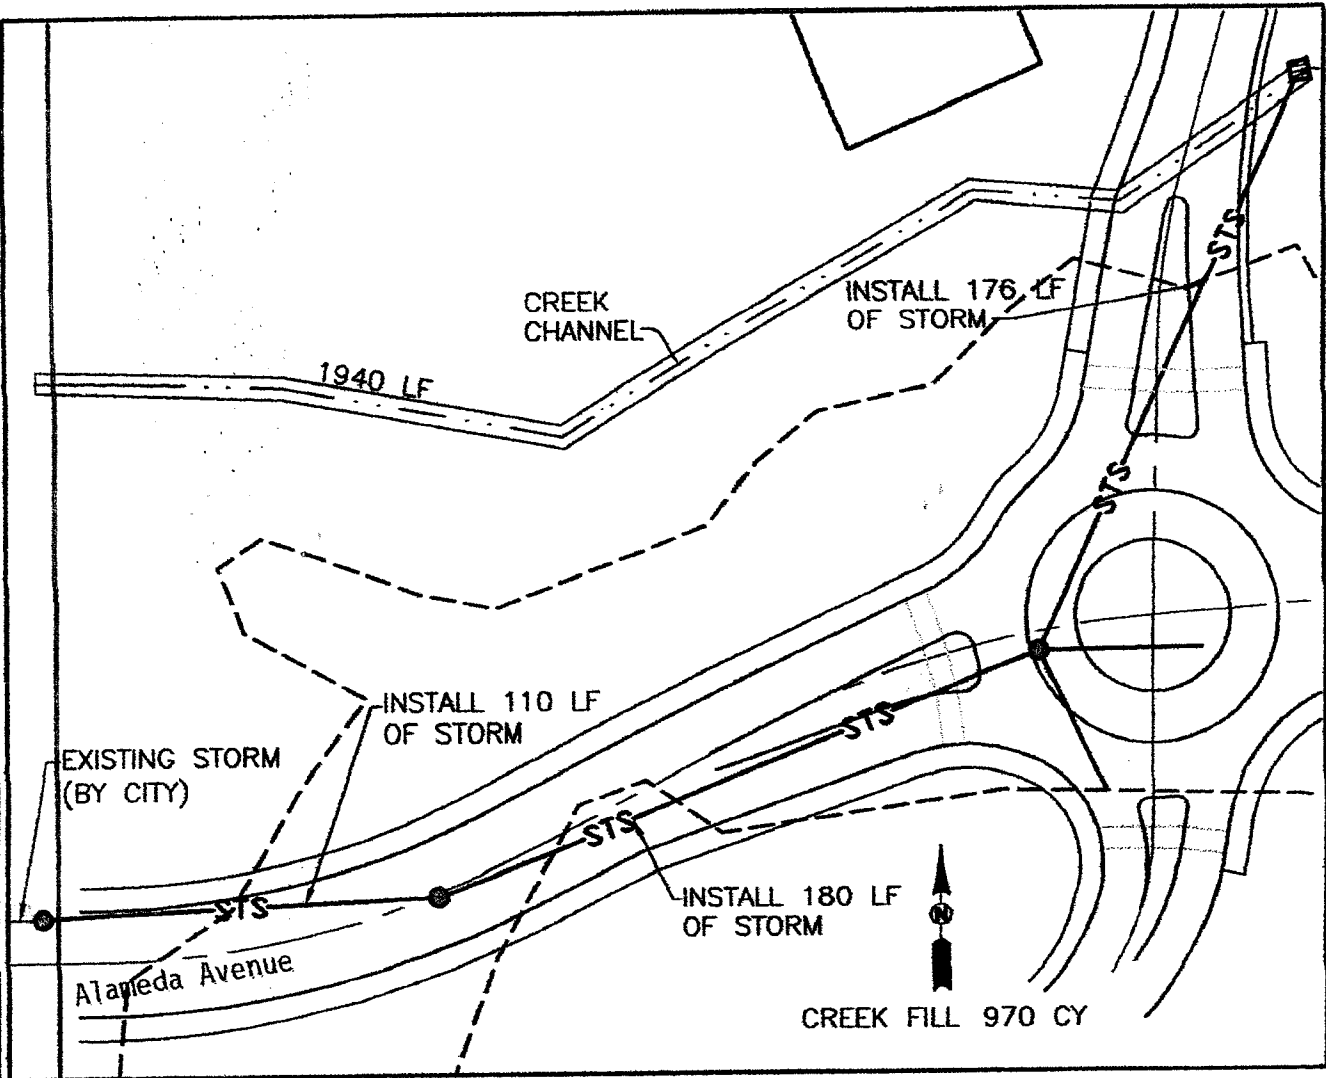 STS
CREEK
CHANNEL
INSTALL 176 LF
OF STORM
1940 LF
STS
INSTALL 110 LF
OF STORM
STS
EXISTING STORM
(BY CITY)
STS
INSTALL 180 LF
OF STORM
STS
N
Alameda Avenue
CREEK FILL 970 CY